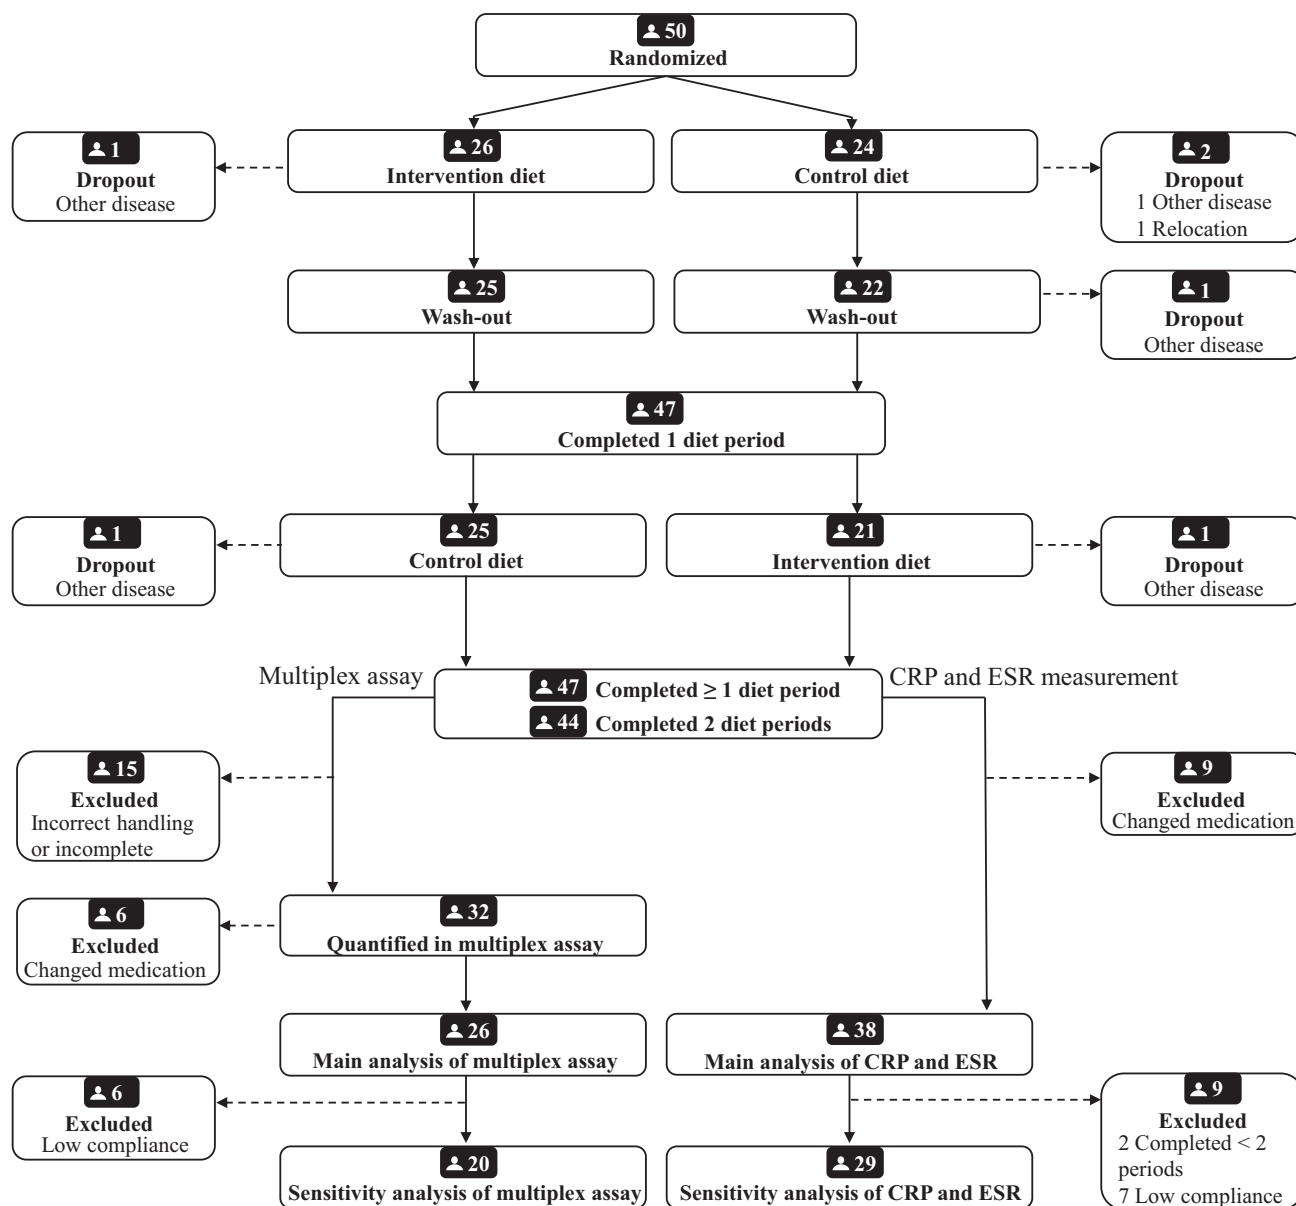 50
Randomized
26
Intervention diet
24
Control diet
1
Dropout
Other disease
2
Dropout
1 Other disease
1 Relocation
25
Wash-out
22
Wash-out
1
Dropout
Other disease
47
Completed 1 diet period
1
Dropout
Other disease
25
Control diet
21
Intervention diet
1
Dropout
Other disease
Multiplex assay
47 Completed ≥ 1 diet period
44 Completed 2 diet periods
CRP and ESR measurement
15
Excluded
Incorrect handling
or incomplete
9
Excluded
Changed medication
6
Excluded
Changed medication
32
Quantified in multiplex assay
26
Main analysis of multiplex assay
38
Main analysis of CRP and ESR
6
Excluded
Low compliance
9
Excluded
2 Completed < 2
periods
7 Low compliance
20
Sensitivity analysis of multiplex assay
29
Sensitivity analysis of CRP and ESR